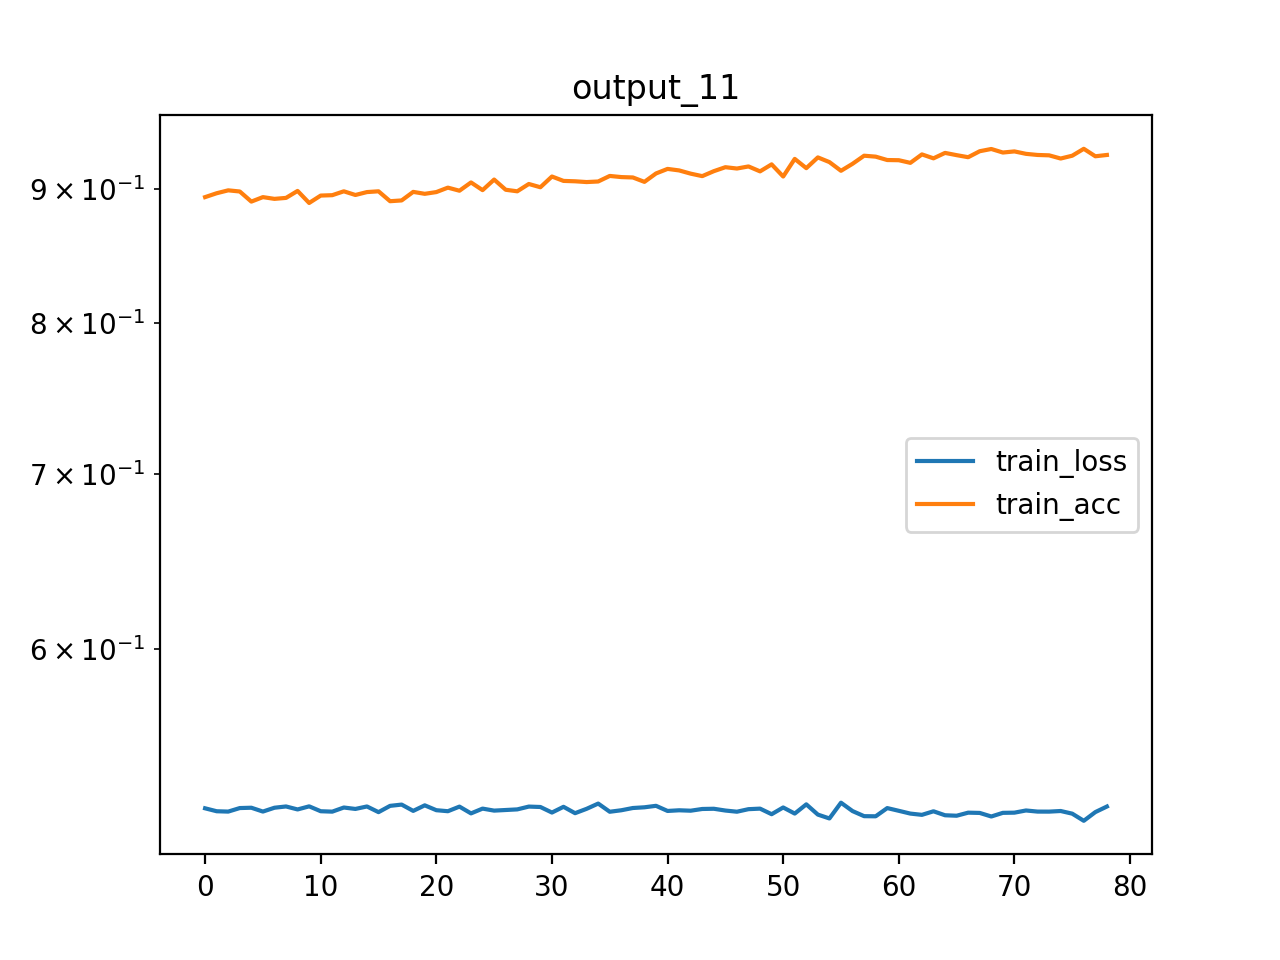 output_11
9 × 10⁻¹
8 × 10⁻¹
7 × 10⁻¹
6 × 10⁻¹
train_loss
train_acc
0 10 20 30 40 50 60 70 80